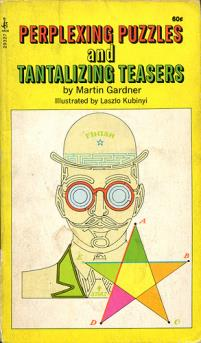 60¢
PERPLEXING PUZZLES
and
TANTALIZING TEASERS
by Martin Gardner
Illustrated by Laszlo Kubinyi
A
B
E
D
C